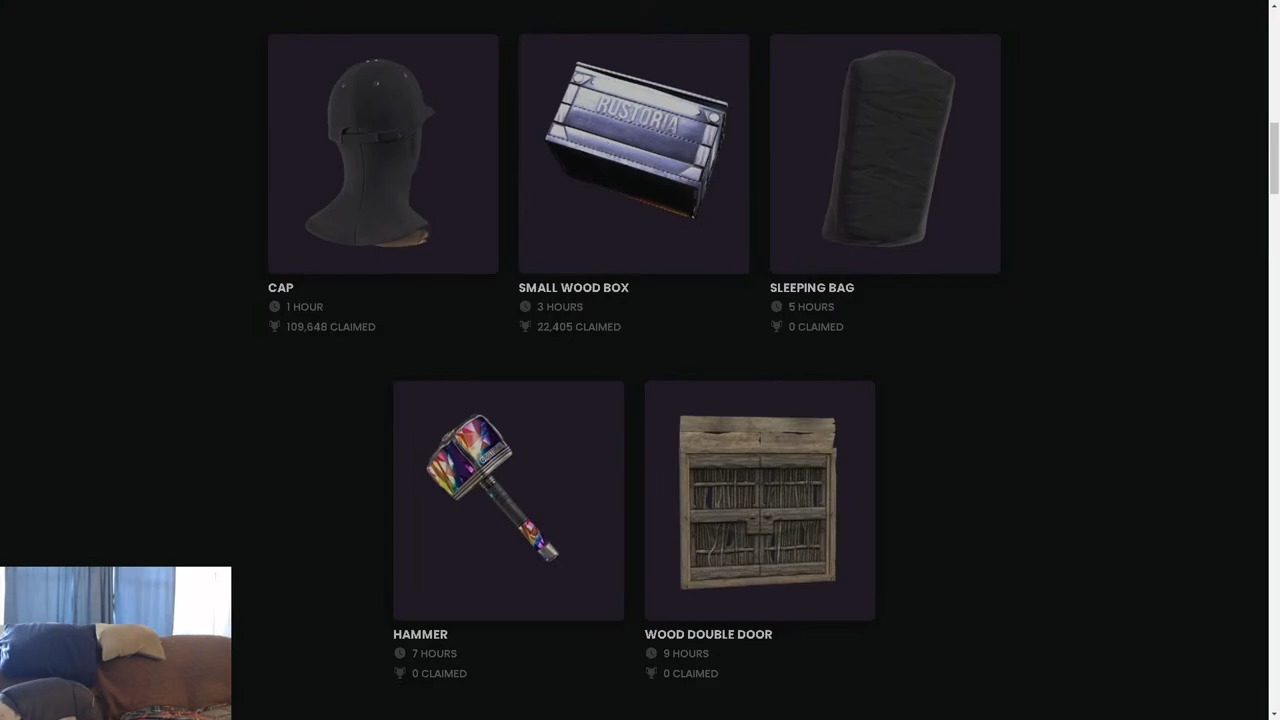 RUSTORIA
CAP
1 HOUR
109,648 CLAIMED
SMALL WOOD BOX
3 HOURS
22,405 CLAIMED
SLEEPING BAG
5 HOURS
0 CLAIMED
HAMMER
7 HOURS
0 CLAIMED
WOOD DOUBLE DOOR
9 HOURS
0 CLAIMED